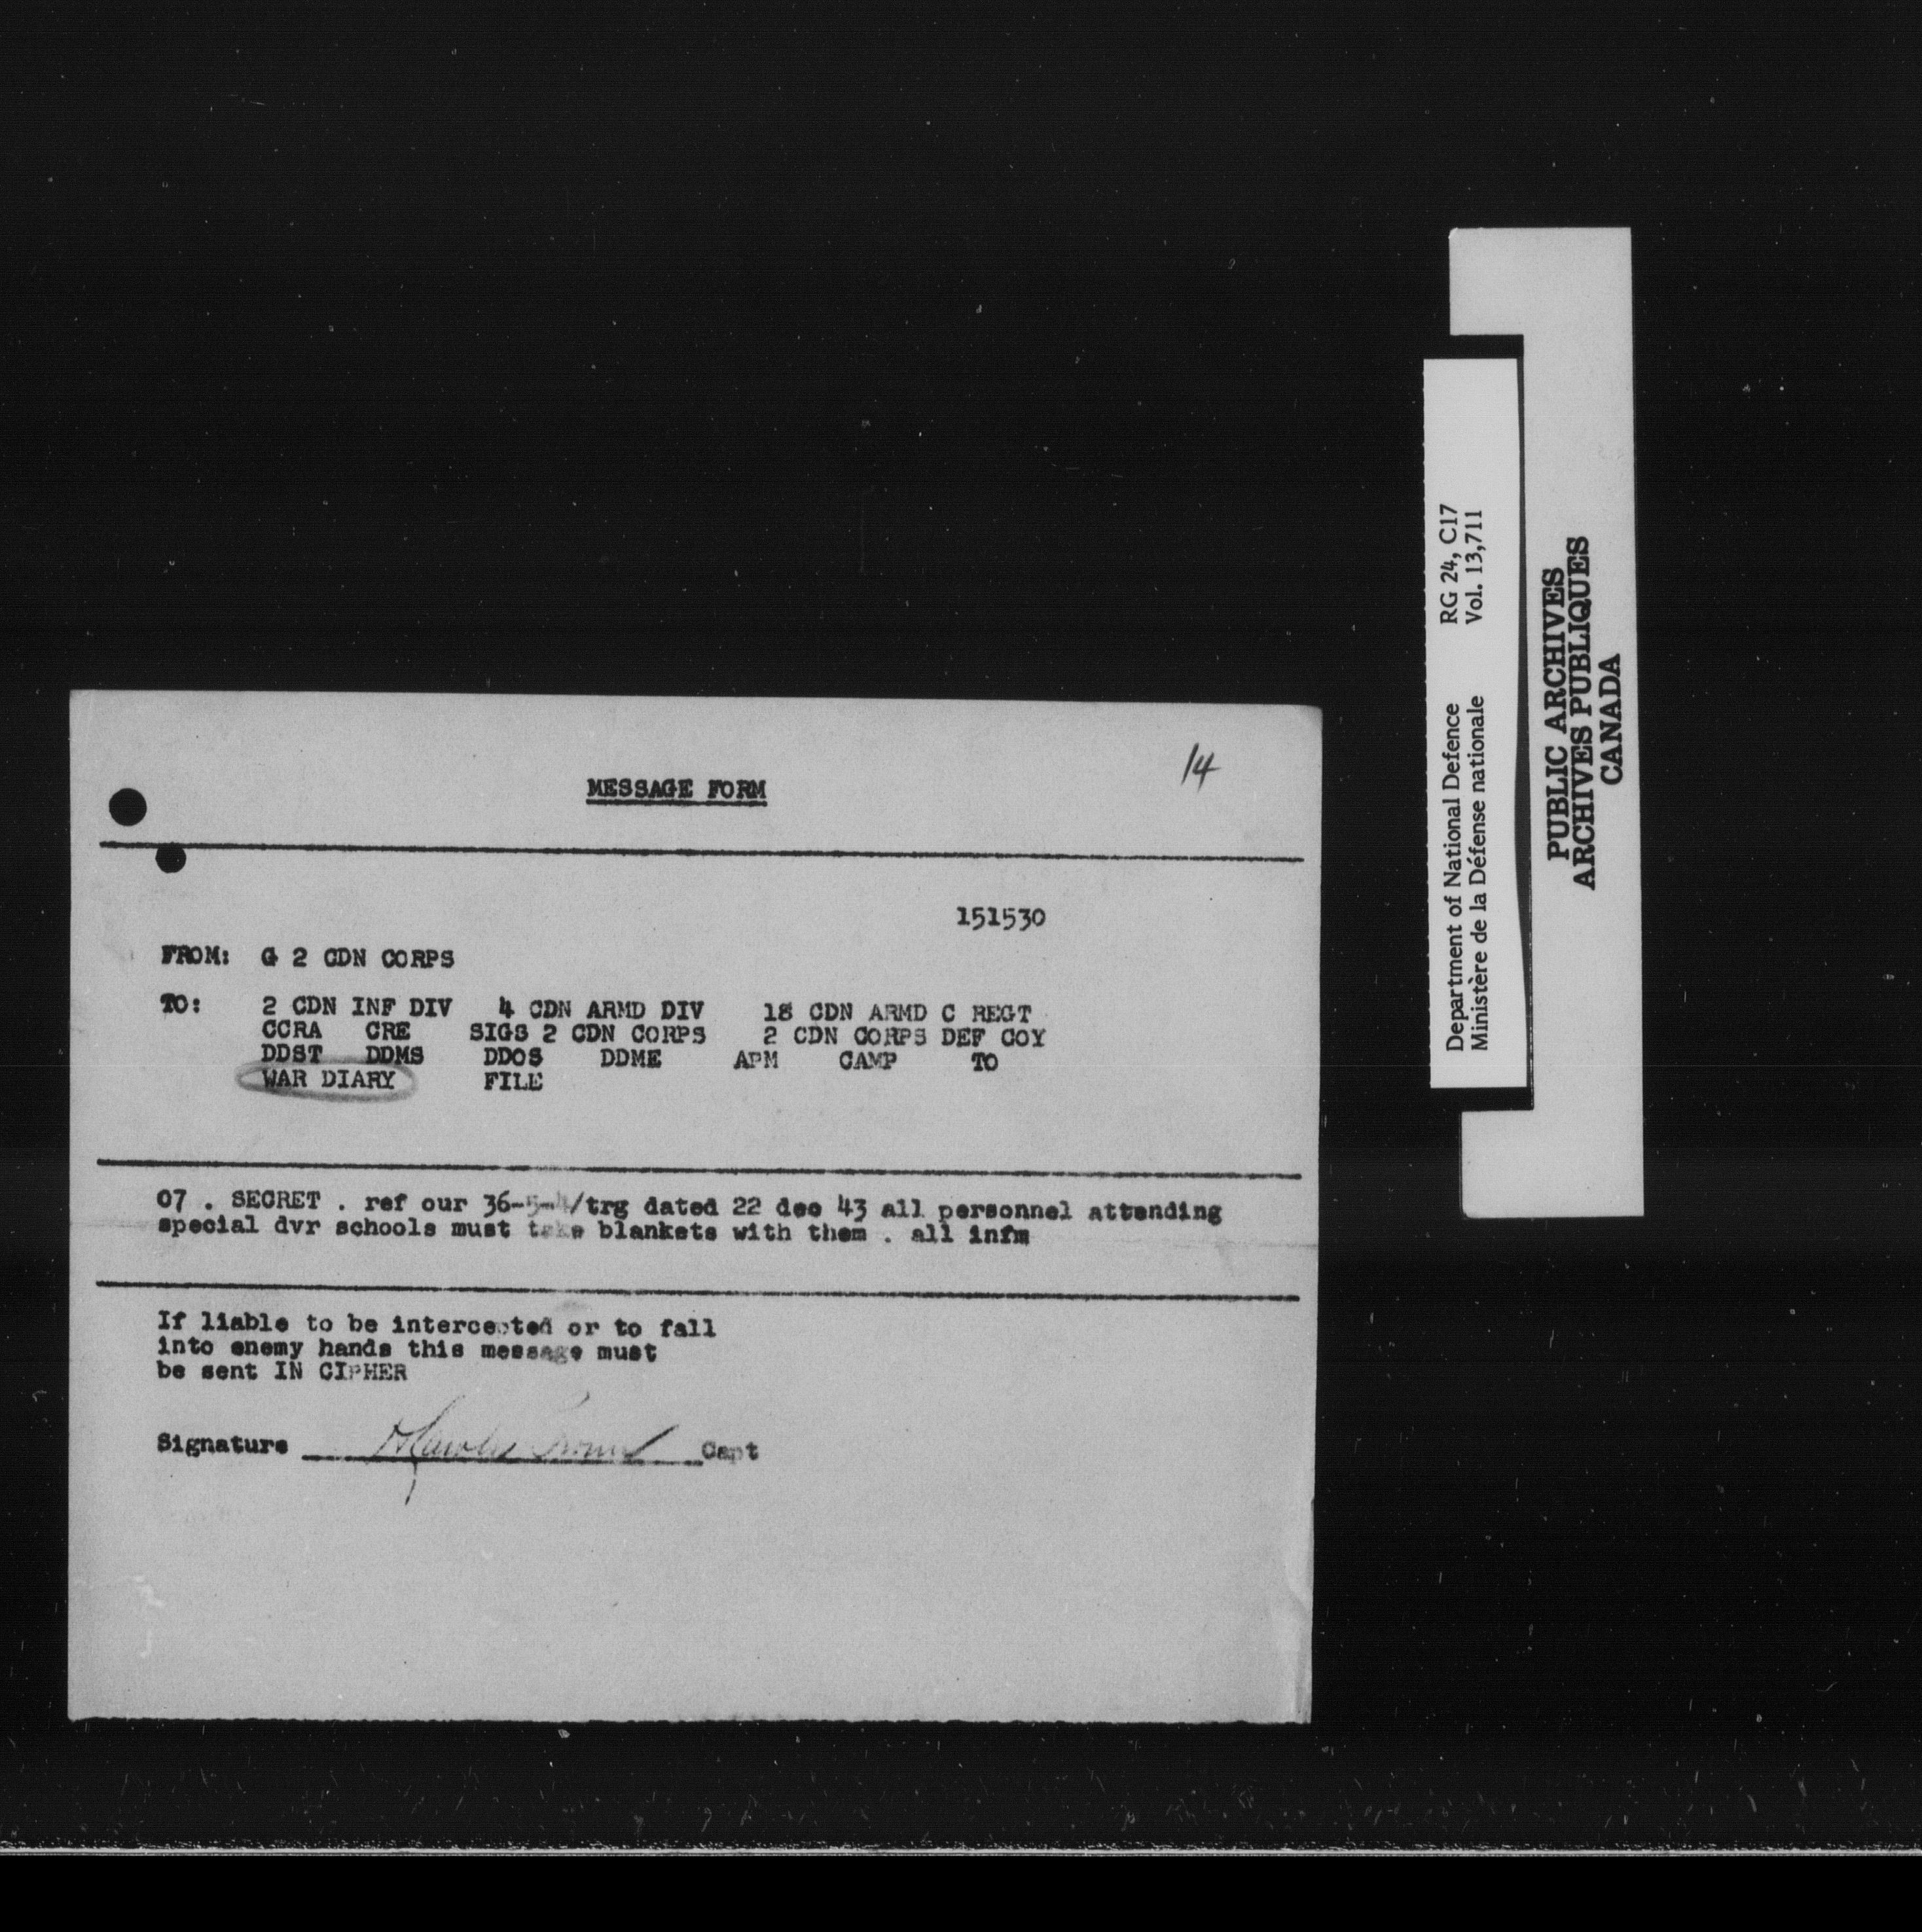 14
MESSAGE FORM
151530
FROM: G 2 CDN CORPS
TO: 2 CDN INF DIV 4 CDN ARMD DIV 18 CDN ARMD C REGT
CCRA CRE SIGS 2 CDN CORPS 2 CDN CORPS DEF COY
DDST DDMS DDOS DDME APM CAMP TO
WAR DIARY FILE
07 . SECRET . ref our 36-5-4/trg dated 22 dec 43 all personnel attending
special dvr schools must take blankets with them . all infm
If liable to be intercepted or to fall
into enemy hands this message must
be sent IN CIPHER
Signature Capt
Department of National Defence RG 24, C17
Ministère de la Défense nationale Vol. 13,711
PUBLIC ARCHIVES
ARCHIVES PUBLIQUES
CANADA